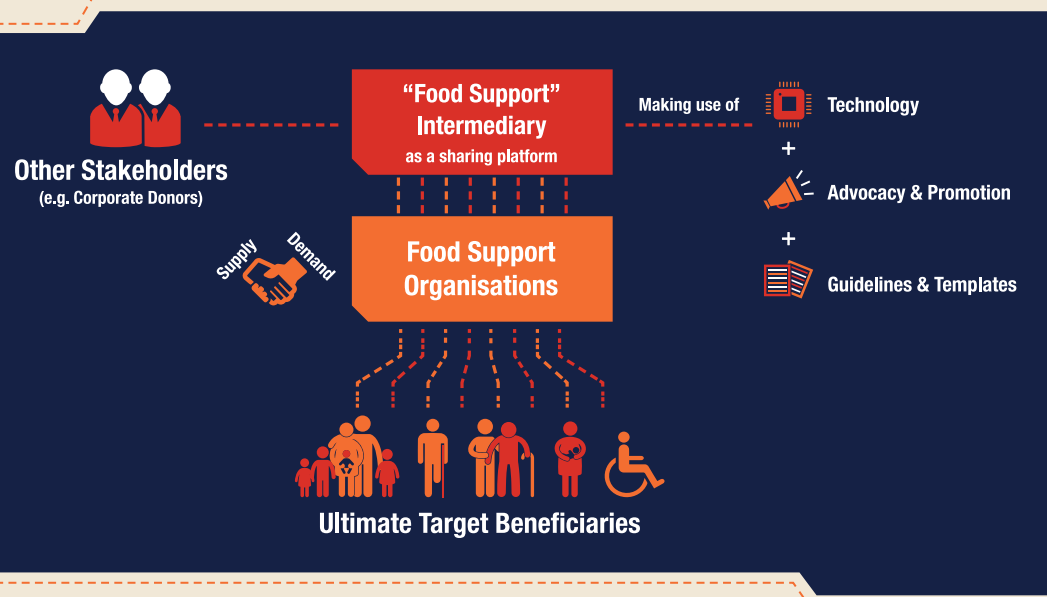 “Food Support”
Intermediary
as a sharing platform
Making use of
Technology
+
Other Stakeholders
(e.g. Corporate Donors)
Advocacy & Promotion
+
Supply
Demand
Food Support
Organisations
Guidelines & Templates
Ultimate Target Beneficiaries